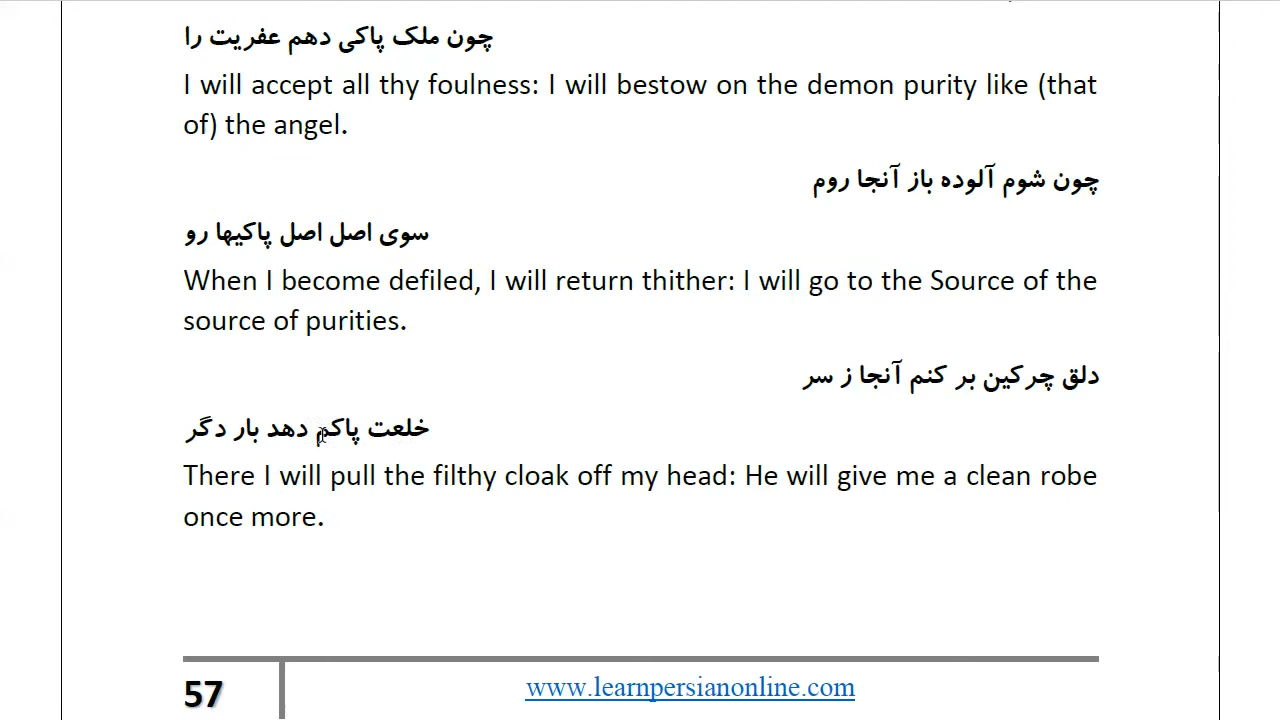 چون ملک پاکی دهم عفریت را
I will accept all thy foulness: I will bestow on the demon purity like (that
of) the angel.
چون شوم آلوده باز آنجا روم
سوی اصل اصل پاکیها رو
When I become defiled, I will return thither: I will go to the Source of the
source of purities.
دلق چرکین بر کنم آنجا ز سر
خلعت پاکم دهد بار دگر
There I will pull the filthy cloak off my head: He will give me a clean robe
once more.
57
www.learnpersianonline.com